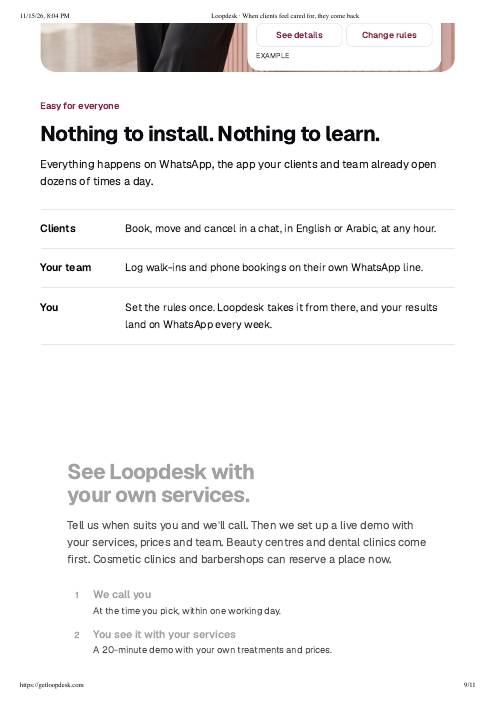 11/15/26, 8:04 PM Loopdesk · When clients feel cared for, they come back
See details Change rules
EXAMPLE
Easy for everyone
Nothing to install. Nothing to learn.
Everything happens on WhatsApp, the app your clients and team already open
dozens of times a day.
Clients Book, move and cancel in a chat, in English or Arabic, at any hour.
Your team Log walk-ins and phone bookings on their own WhatsApp line.
You Set the rules once. Loopdesk takes it from there, and your results
land on WhatsApp every week.
See Loopdesk with
your own services.
Tell us when suits you and we'll call. Then we set up a live demo with
your services, prices and team. Beauty centres and dental clinics come
first. Cosmetic clinics and barbershops can reserve a place now.
1 We call you
At the time you pick, within one working day.
2 You see it with your services
A 20-minute demo with your own treatments and prices.
https://getloopdesk.com 9/11